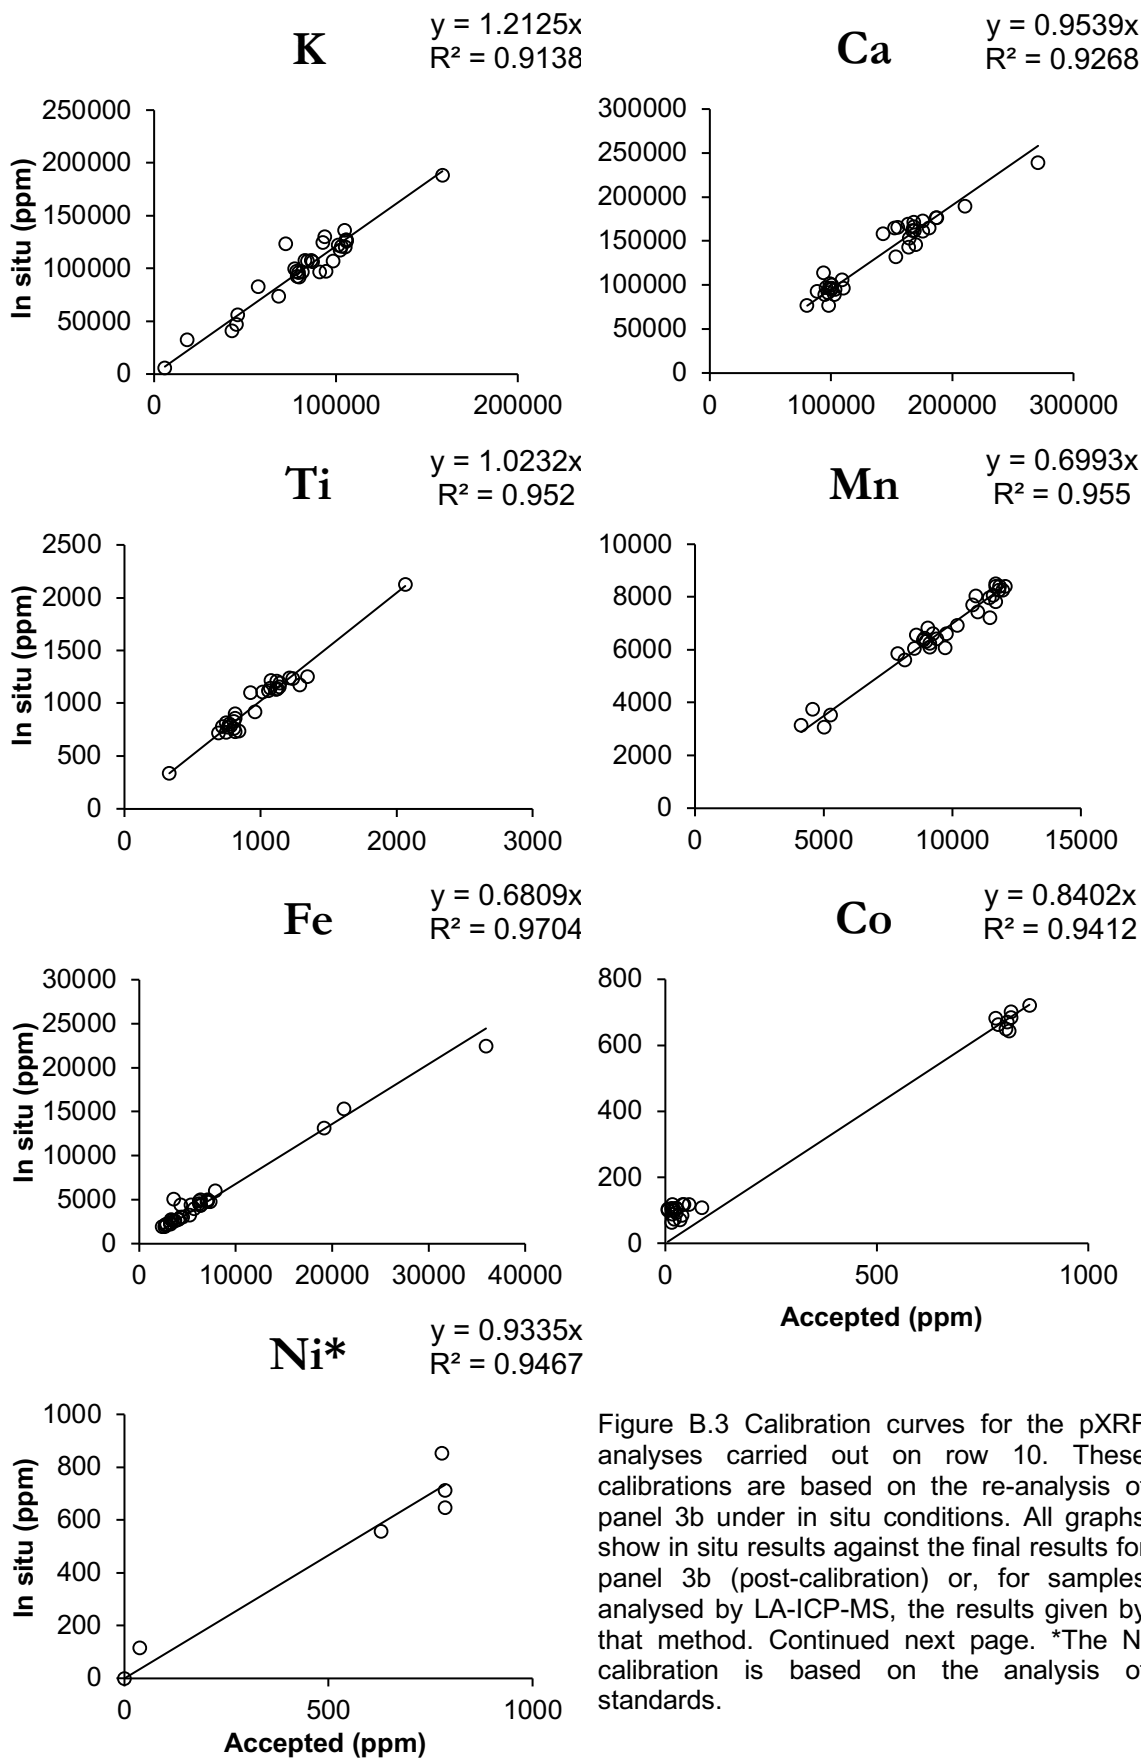 K
y = 1.2125x
R² = 0.9138
In situ (ppm)
250000
200000
150000
100000
50000
0
0 100000 200000
Ca
y = 0.9539x
R² = 0.9268
300000
250000
200000
150000
100000
50000
0
0 100000 200000 300000
Ti
y = 1.0232x
R² = 0.952
In situ (ppm)
2500
2000
1500
1000
500
0
0 1000 2000 3000
Mn
y = 0.6993x
R² = 0.955
10000
8000
6000
4000
2000
0
0 5000 10000 15000
Fe
y = 0.6809x
R² = 0.9704
In situ (ppm)
30000
25000
20000
15000
10000
5000
0
0 10000 20000 30000 40000
Co
y = 0.8402x
R² = 0.9412
800
600
400
200
0
0 500 1000
Accepted (ppm)
Ni*
y = 0.9335x
R² = 0.9467
In situ (ppm)
1000
800
600
400
200
0
0 500 1000
Accepted (ppm)
Figure B.3 Calibration curves for the pXRF
analyses carried out on row 10. These
calibrations are based on the re-analysis of
panel 3b under in situ conditions. All graphs
show in situ results against the final results for
panel 3b (post-calibration) or, for samples
analysed by LA-ICP-MS, the results given by
that method. Continued next page. *The Ni
calibration is based on the analysis of
standards.